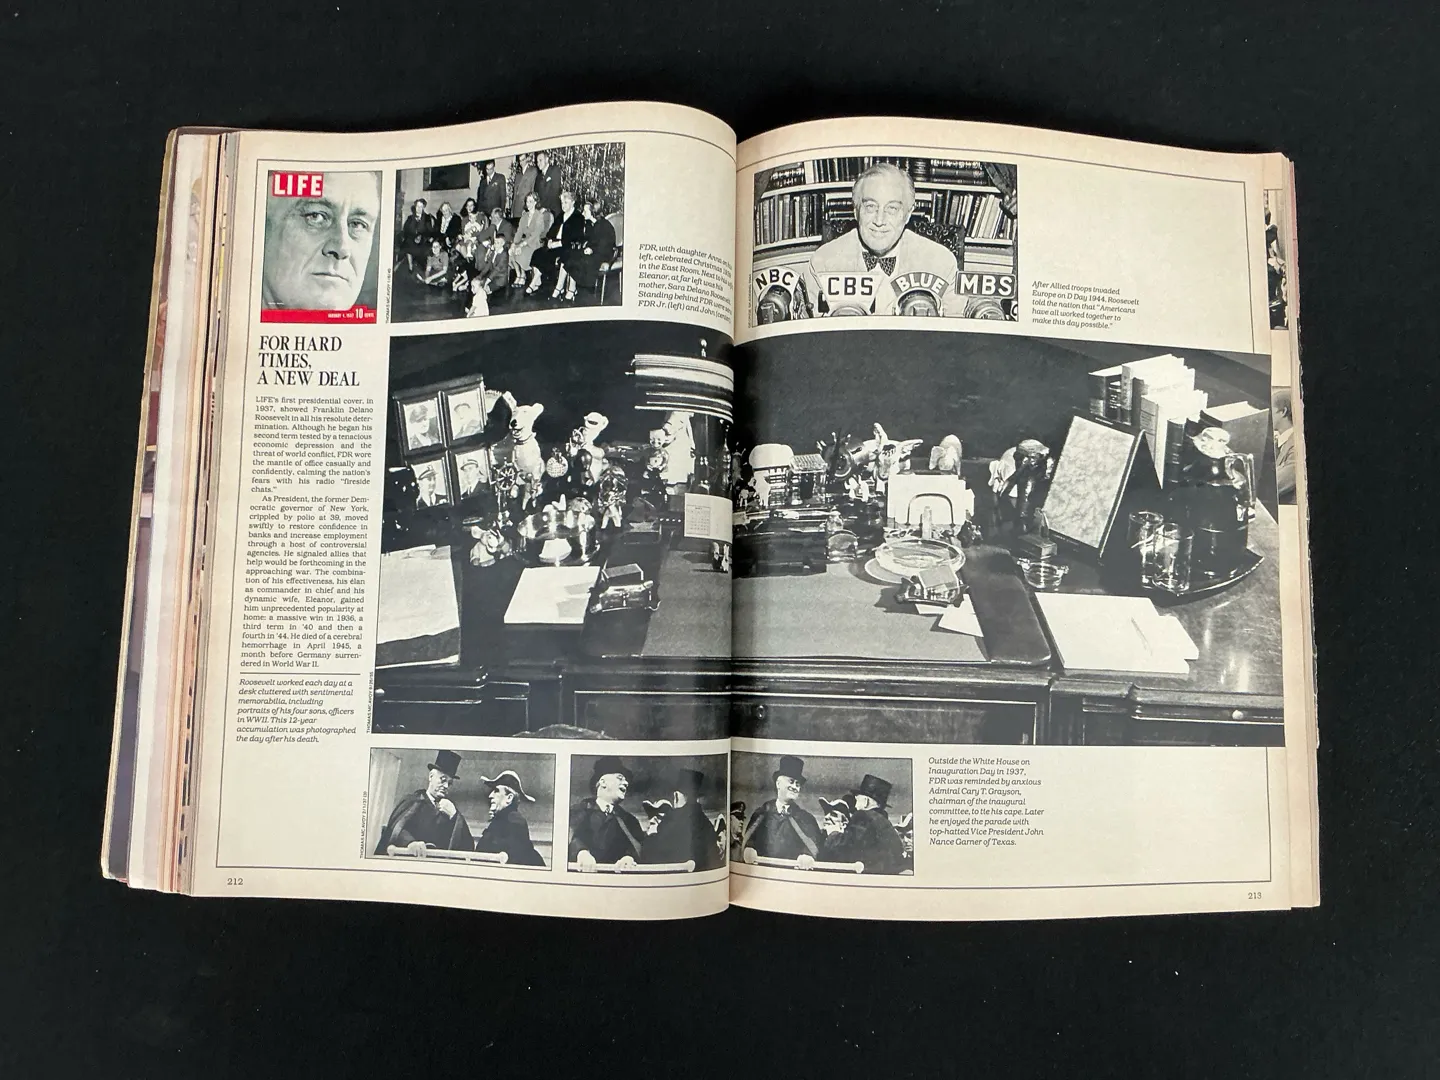 LIFE
JANUARY 4, 1937 10 CENTS
FOR HARD
TIMES,
A NEW DEAL
LIFE's first presidential cover, in
1937, showed Franklin Delano
Roosevelt in all his resolute deter-
mination. Although he began his
second term tested by a tenacious
economic depression and the
threat of world conflict, FDR wore
the mantle of office casually and
confidently, calming the nation's
fears with his radio "fireside
chats."
As President, the former Dem-
ocratic governor of New York,
crippled by polio at 39, moved
swiftly to restore confidence in
banks and increase employment
through a host of controversial
agencies. He signaled allies that
help would be forthcoming in the
approaching war. The combina-
tion of his effectiveness, his élan
as commander in chief and his
dynamic wife, Eleanor, gained
him unprecedented popularity at
home: a massive win in 1936, a
third term in '40 and then a
fourth in '44. He died of a cerebral
hemorrhage in April 1945, a
month before Germany surren-
dered in World War II.
Roosevelt worked each day at a
desk cluttered with sentimental
memorabilia, including
portraits of his four sons, officers
in WWII. This 12-year
accumulation was photographed
the day after his death.
THOMAS MCAVOY
FDR, with daughter Anna
left, celebrated Christmas
in the East Room. Next to
Eleanor, at far left was his
mother, Sara Delano Roosevelt.
Standing behind FDR were
FDR Jr. (left) and John
THOMAS MCAVOY
THOMAS MCAVOY
212
NBC
CBS
BLUE
MBS
After Allied troops invaded
Europe on D Day 1944, Roosevelt
told the nation that "Americans
have all worked together to
make this day possible."
Outside the White House on
Inauguration Day in 1937,
FDR was reminded by anxious
Admiral Cary T. Grayson,
chairman of the inaugural
committee, to tie his cape. Later
he enjoyed the parade with
top-hatted Vice President John
Nance Garner of Texas.
213